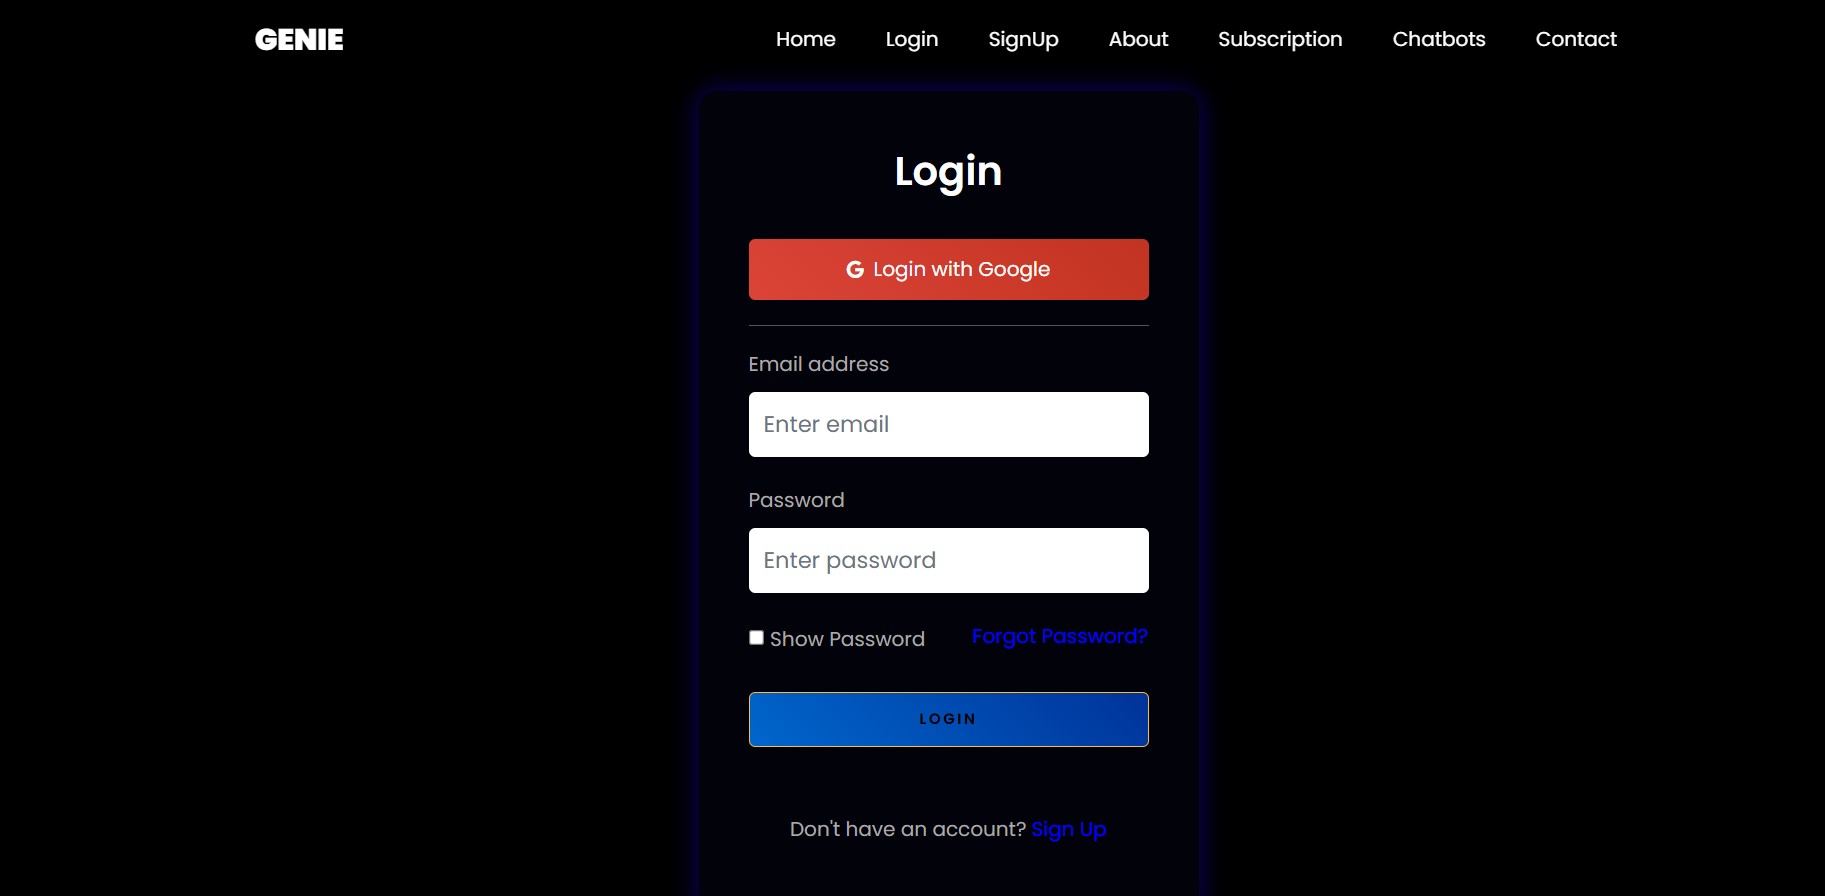 GENIE Home Login SignUp About Subscription Chatbots Contact
Login
Login with Google
Email address
Enter email
Password
Enter password
Show Password Forgot Password?
LOGIN
Don't have an account? Sign Up